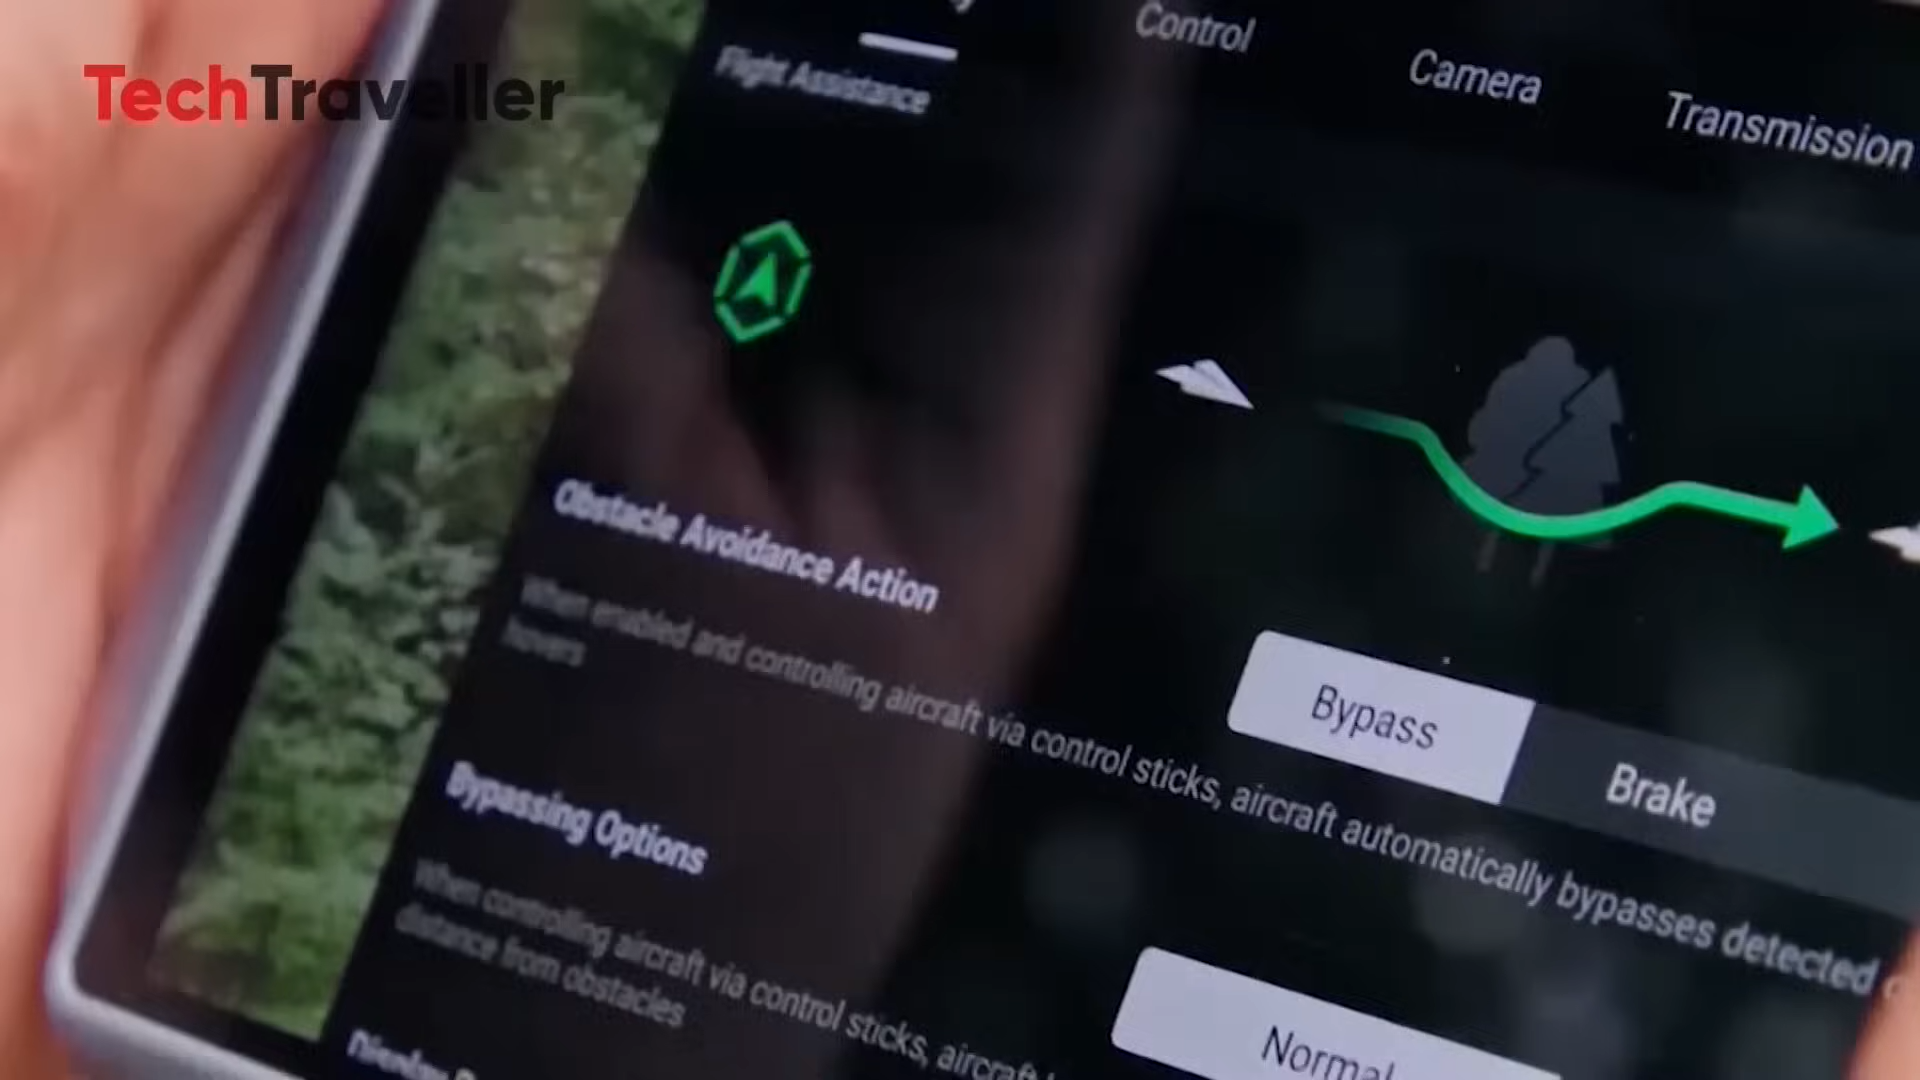 TechTraveller
Control
Camera
Transmission
Flight Assistance
Obstacle Avoidance Action
Bypass
Brake
When enabled and controlling aircraft via control sticks, aircraft automatically bypasses detected
hovers
Bypassing Options
Normal
When controlling aircraft via control sticks, aircraft
distance from obstacles
Display